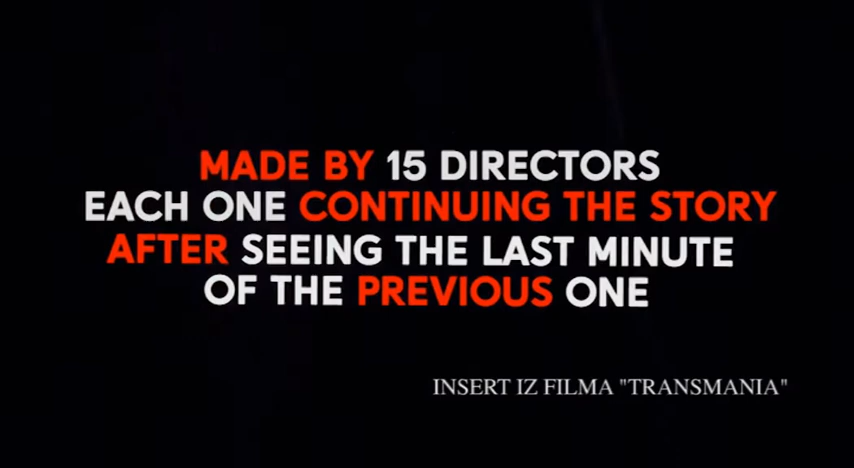 MADE BY 15 DIRECTORS
EACH ONE CONTINUING THE STORY
AFTER SEEING THE LAST MINUTE
OF THE PREVIOUS ONE
INSERT IZ FILMA "TRANSMANIA"